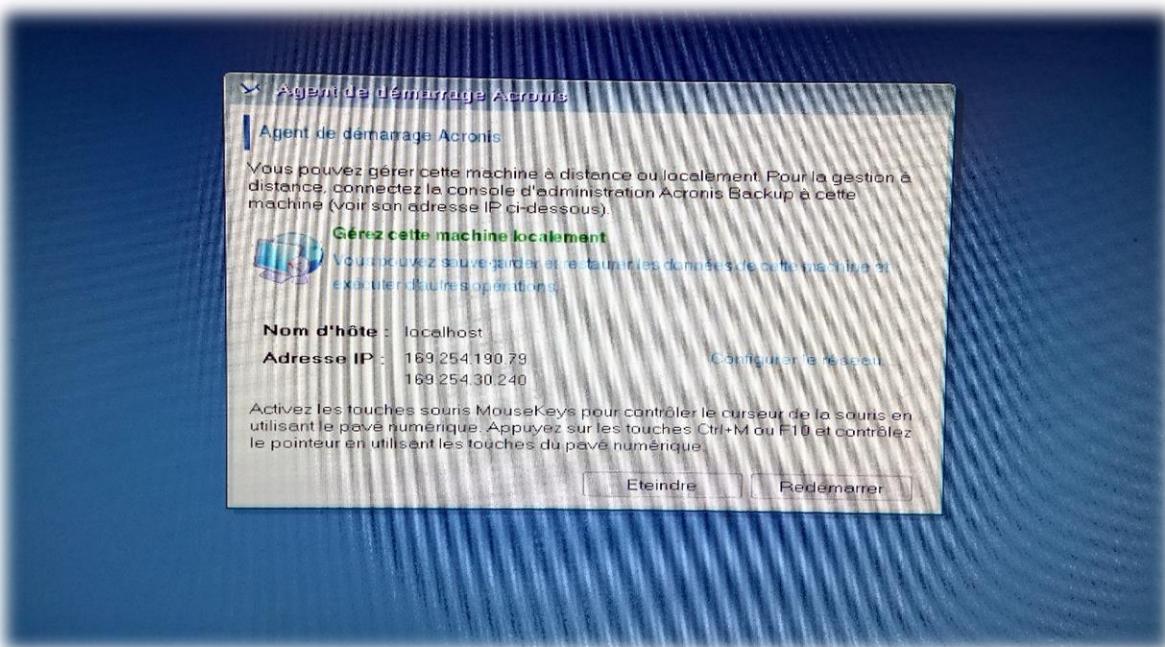 Agent de démarrage Acronis
Agent de démarrage Acronis
Vous pouvez gérer cette machine à distance ou localement. Pour la gestion à
distance, connectez la console d'administration Acronis Backup à cette
machine (voir son adresse IP ci-dessous).
Gérez cette machine localement
Vous pouvez sauvegarder et restaurer les données de cette machine et
exécuter d'autres opérations.
Nom d'hôte : localhost
Adresse IP : 169.254.190.79 Configurer le réseau
169.254.30.240
Activez les touches souris MouseKeys pour contrôler le curseur de la souris en
utilisant le pavé numérique. Appuyez sur les touches Ctrl+M ou F10 et contrôlez
le pointeur en utilisant les touches du pavé numérique.
Eteindre Redémarrer